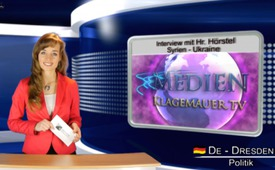 Interview mit Hr. Hörstel
Syrien - Ukraine
MEDIEN
KLAGEMAUER.TV
DE - DRESDEN
Politik